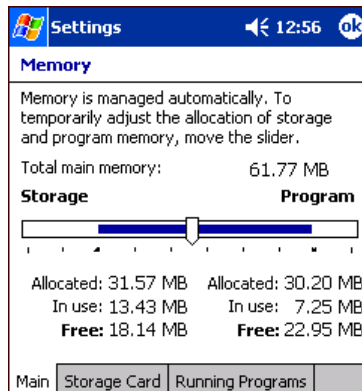 Settings 12:56 ok
Memory
Memory is managed automatically. To
temporarily adjust the allocation of storage
and program memory, move the slider.
Total main memory: 61.77 MB
Storage Program
Allocated: 31.57 MB Allocated: 30.20 MB
In use: 13.43 MB In use: 7.25 MB
Free: 18.14 MB Free: 22.95 MB
Main Storage Card Running Programs